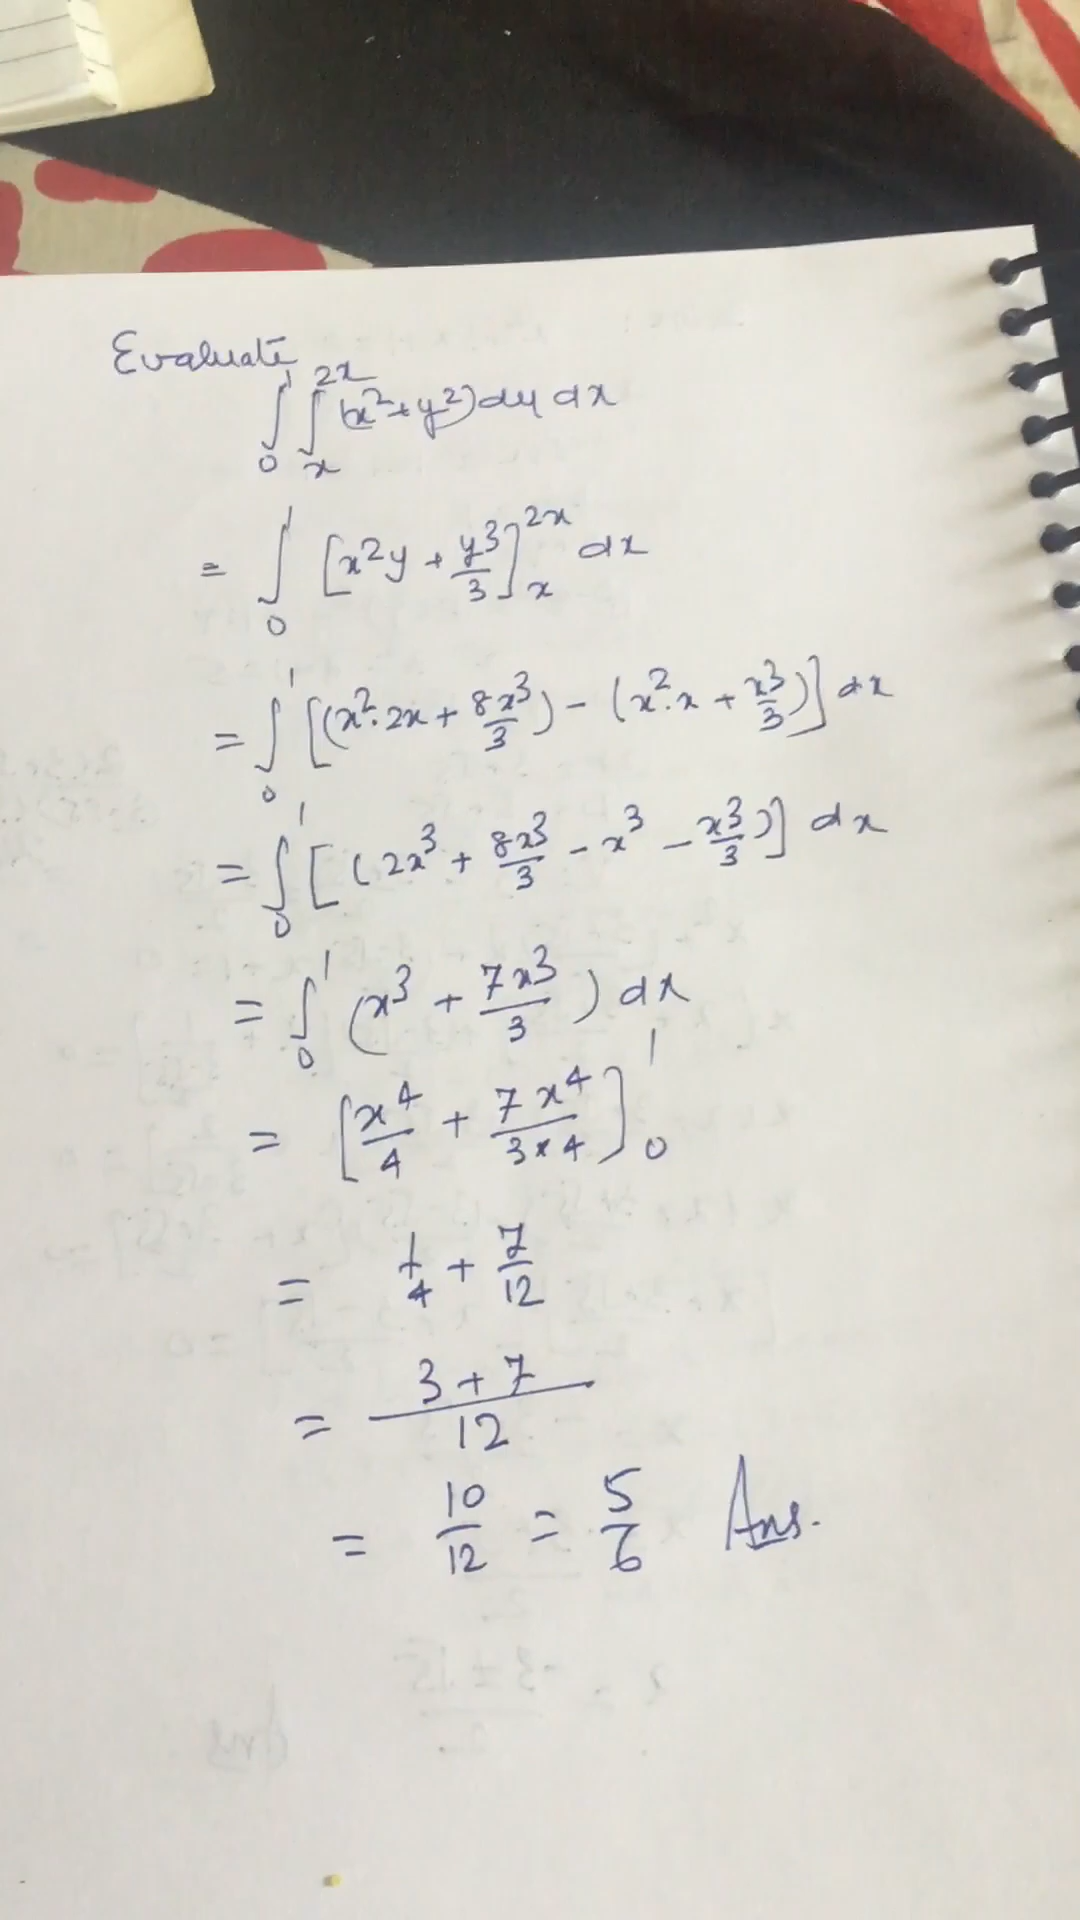 Evaluate
∫₀¹ ∫ₓ²ˣ (x²+y²) dy dx
= ∫₀¹ [x²y + y³/3]ₓ²ˣ dx
= ∫₀¹ [(x²·2x + 8x³/3) - (x²·x + x³/3)] dx
= ∫₀¹ [(2x³ + 8x³/3 - x³ - x³/3)] dx
= ∫₀¹ (x³ + 7x³/3) dx
= [x⁴/4 + 7x⁴/3×4]₀¹
= 1/4 + 7/12
= 3+7/12
= 10/12 = 5/6 Ans.